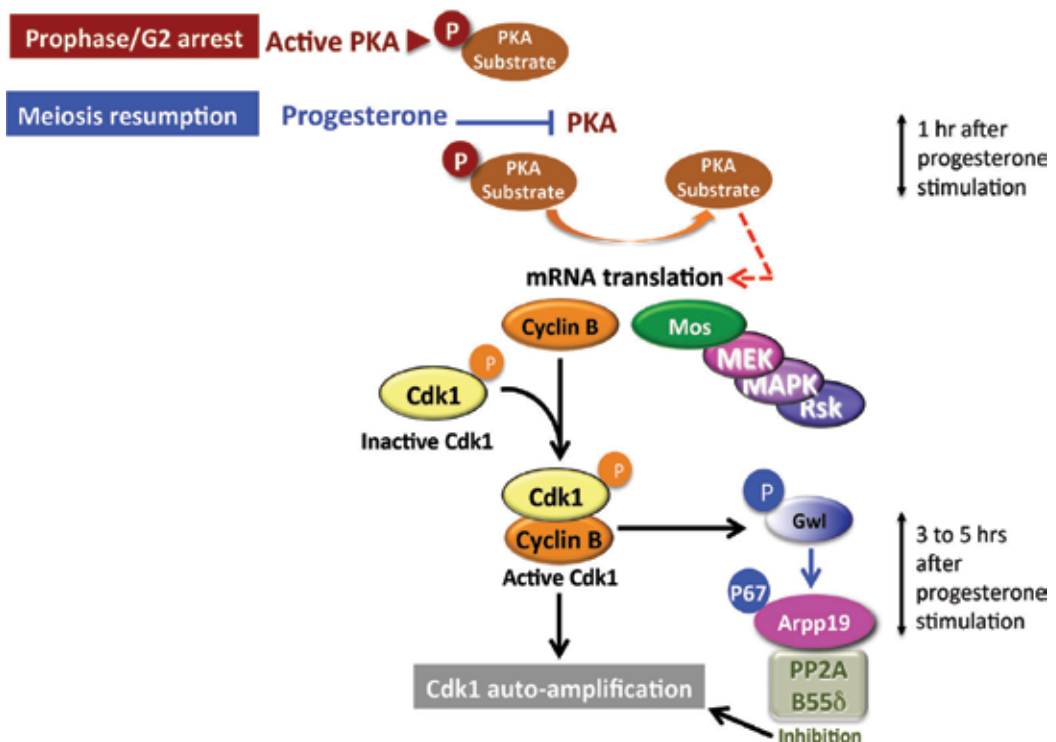 Prophase/G2 arrest
Active PKA
P
PKA
Substrate
Meiosis resumption
Progesterone
PKA
P
PKA
Substrate
PKA
Substrate
1 hr after
progesterone
stimulation
mRNA translation
Cyclin B
Mos
MEK
MAPK
Rsk
P
Cdk1
Inactive Cdk1
P
Cdk1
Cyclin B
Active Cdk1
P
Gwl
P67
Arpp19
PP2A
B55δ
Inhibition
3 to 5 hrs
after
progesterone
stimulation
Cdk1 auto-amplification